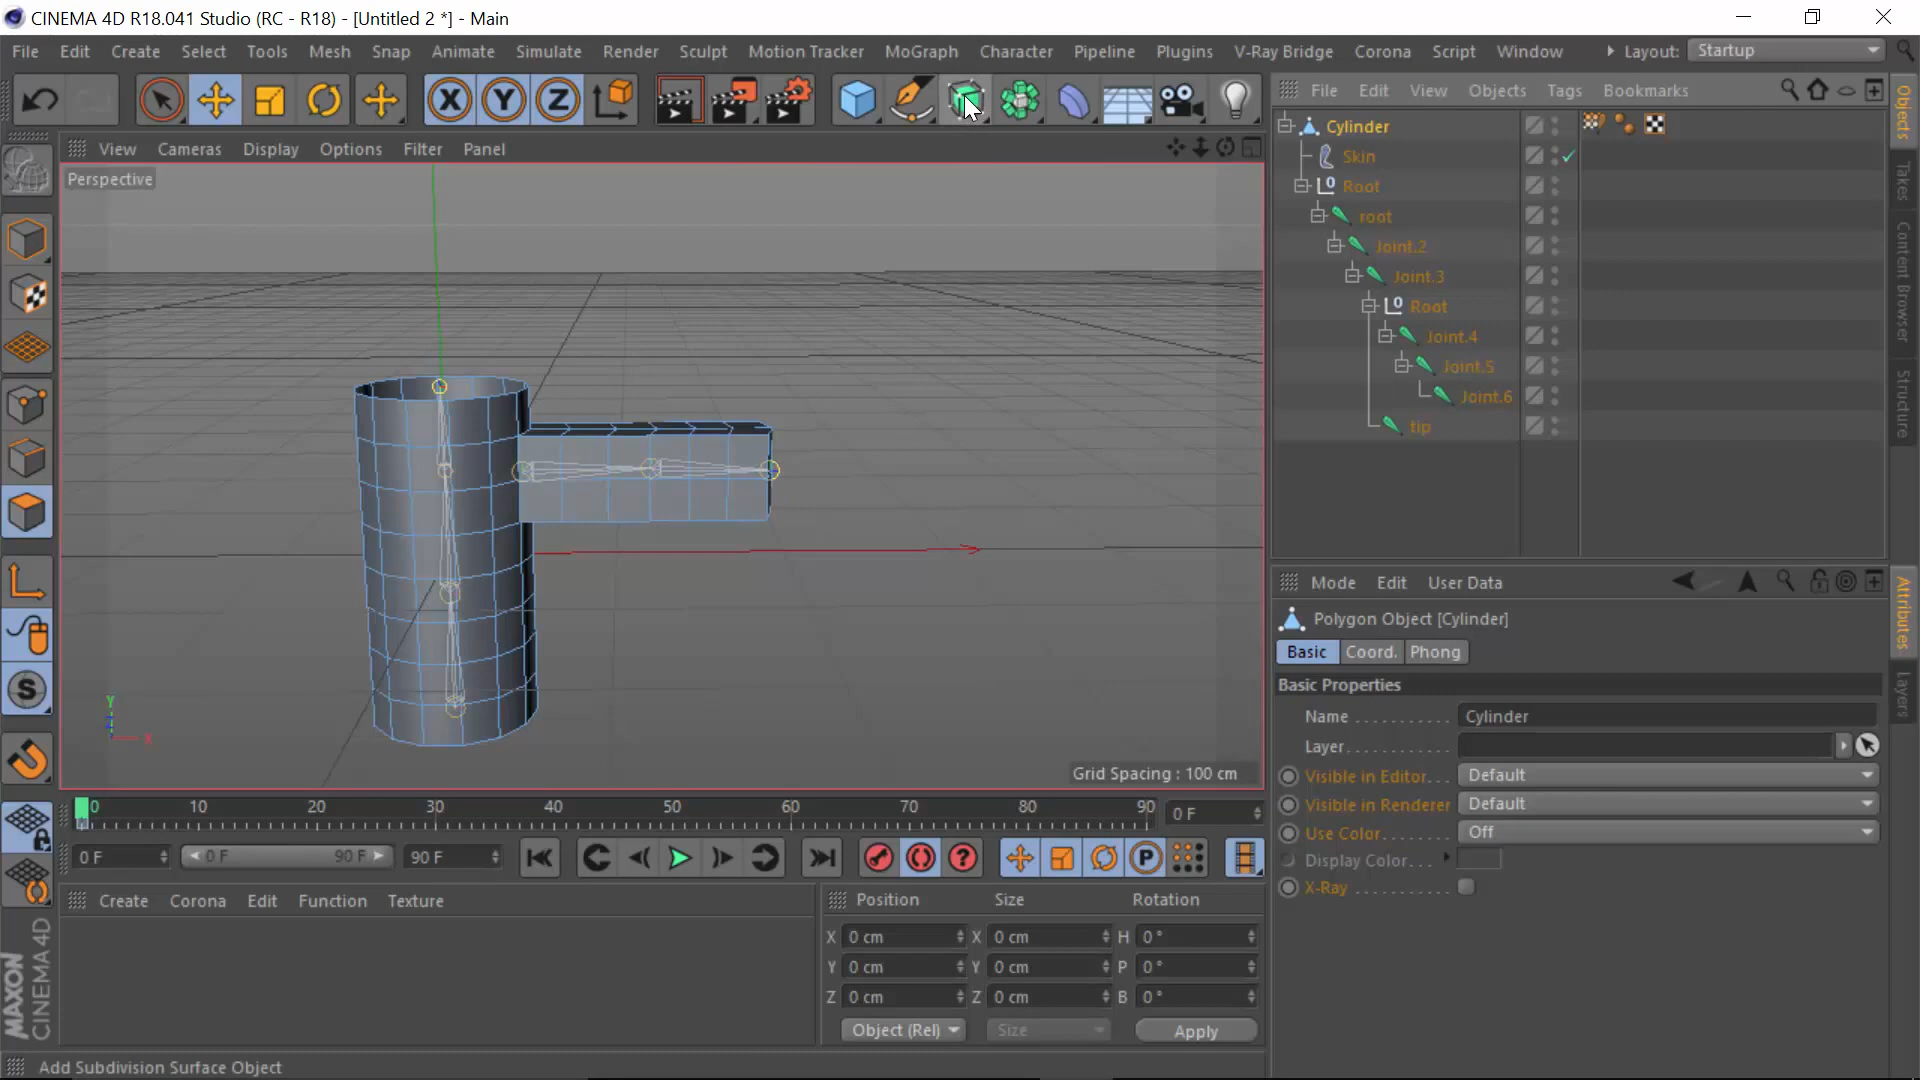 CINEMA 4D R18.041 Studio (RC - R18) - [Untitled 2 *] - Main
File Edit Create Select Tools Mesh Snap Animate Simulate Render Sculpt Motion Tracker MoGraph Character Pipeline Plugins V-Ray Bridge Corona Script Window Layout: Startup
X Y Z
File Edit View Objects Tags Bookmarks
View Cameras Display Options Filter Panel
Perspective
Cylinder
Skin
Root
root
Joint.2
Joint.3
Root
Joint.4
Joint.5
Joint.6
tip
Objects
Takes
Content Browser
Structure
Y
Z
X
Grid Spacing : 100 cm
Mode Edit User Data
Polygon Object [Cylinder]
Basic Coord. Phong
Basic Properties
Name Cylinder
Layer
Visible in Editor Default
Visible in Renderer Default
Use Color Off
Display Color
X-Ray
Attributes
Layers
0 10 20 30 40 50 60 70 80 90 0 F
0 F 0 F 90 F 90 F
P
Create Corona Edit Function Texture
Position Size Rotation
X 0 cm X 0 cm H 0 °
Y 0 cm Y 0 cm P 0 °
Z 0 cm Z 0 cm B 0 °
Object (Rel) Size Apply
MAXON
CINEMA 4D
Add Subdivision Surface Object